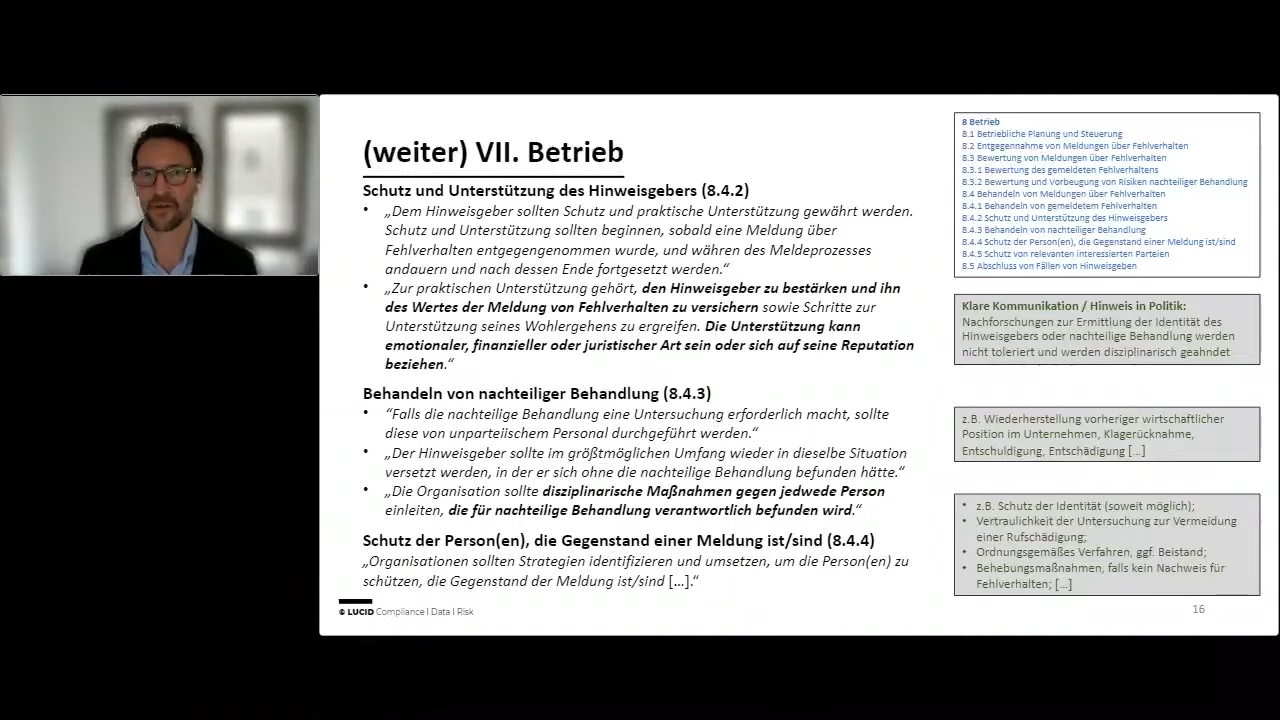 (weiter) VII. Betrieb
Schutz und Unterstützung des Hinweisgebers (8.4.2)
• „Dem Hinweisgeber sollten Schutz und praktische Unterstützung gewährt werden.
Schutz und Unterstützung sollten beginnen, sobald eine Meldung über
Fehlverhalten entgegengenommen wurde, und währen des Meldeprozesses
andauern und nach dessen Ende fortgesetzt werden.“
• „Zur praktischen Unterstützung gehört, den Hinweisgeber zu bestärken und ihn
des Wertes der Meldung von Fehlverhalten zu versichern sowie Schritte zur
Unterstützung seines Wohlergehens zu ergreifen. Die Unterstützung kann
emotionaler, finanzieller oder juristischer Art sein oder sich auf seine Reputation
beziehen.“
Behandeln von nachteiliger Behandlung (8.4.3)
• “Falls die nachteilige Behandlung eine Untersuchung erforderlich macht, sollte
diese von unparteiischem Personal durchgeführt werden.“
• „Der Hinweisgeber sollte im größtmöglichen Umfang wieder in dieselbe Situation
versetzt werden, in der er sich ohne die nachteilige Behandlung befunden hätte.“
• „Die Organisation sollte disziplinarische Maßnahmen gegen jedwede Person
einleiten, die für nachteilige Behandlung verantwortlich befunden wird.“
Schutz der Person(en), die Gegenstand einer Meldung ist/sind (8.4.4)
„Organisationen sollten Strategien identifizieren und umsetzen, um die Person(en) zu
schützen, die Gegenstand der Meldung ist/sind [...].“
© LUCID Compliance I Data I Risk
8 Betrieb
8.1 Betriebliche Planung und Steuerung
8.2 Entgegennahme von Meldungen über Fehlverhalten
8.3 Bewertung von Meldungen über Fehlverhalten
8.3.1 Bewertung des gemeldeten Fehlverhaltens
8.3.2 Bewertung und Vorbeugung von Risiken nachteiliger Behandlung
8.4 Behandeln von Meldungen über Fehlverhalten
8.4.1 Behandeln von gemeldetem Fehlverhalten
8.4.2 Schutz und Unterstützung des Hinweisgebers
8.4.3 Behandeln von nachteiliger Behandlung
8.4.4 Schutz der Person(en), die Gegenstand einer Meldung ist/sind
8.4.5 Schutz von relevanten interessierten Parteien
8.5 Abschluss von Fällen von Hinweisgeben
Klare Kommunikation / Hinweis in Politik:
Nachforschungen zur Ermittlung der Identität des
Hinweisgebers oder nachteilige Behandlung werden
nicht toleriert und werden disziplinarisch geahndet
z.B. Wiederherstellung vorheriger wirtschaftlicher
Position im Unternehmen, Klagerücknahme,
Entschuldigung, Entschädigung [...]
• z.B. Schutz der Identität (soweit möglich);
• Vertraulichkeit der Untersuchung zur Vermeidung
einer Rufschädigung;
• Ordnungsgemäßes Verfahren, ggf. Beistand;
• Behebungsmaßnahmen, falls kein Nachweis für
Fehlverhalten; [...]
16